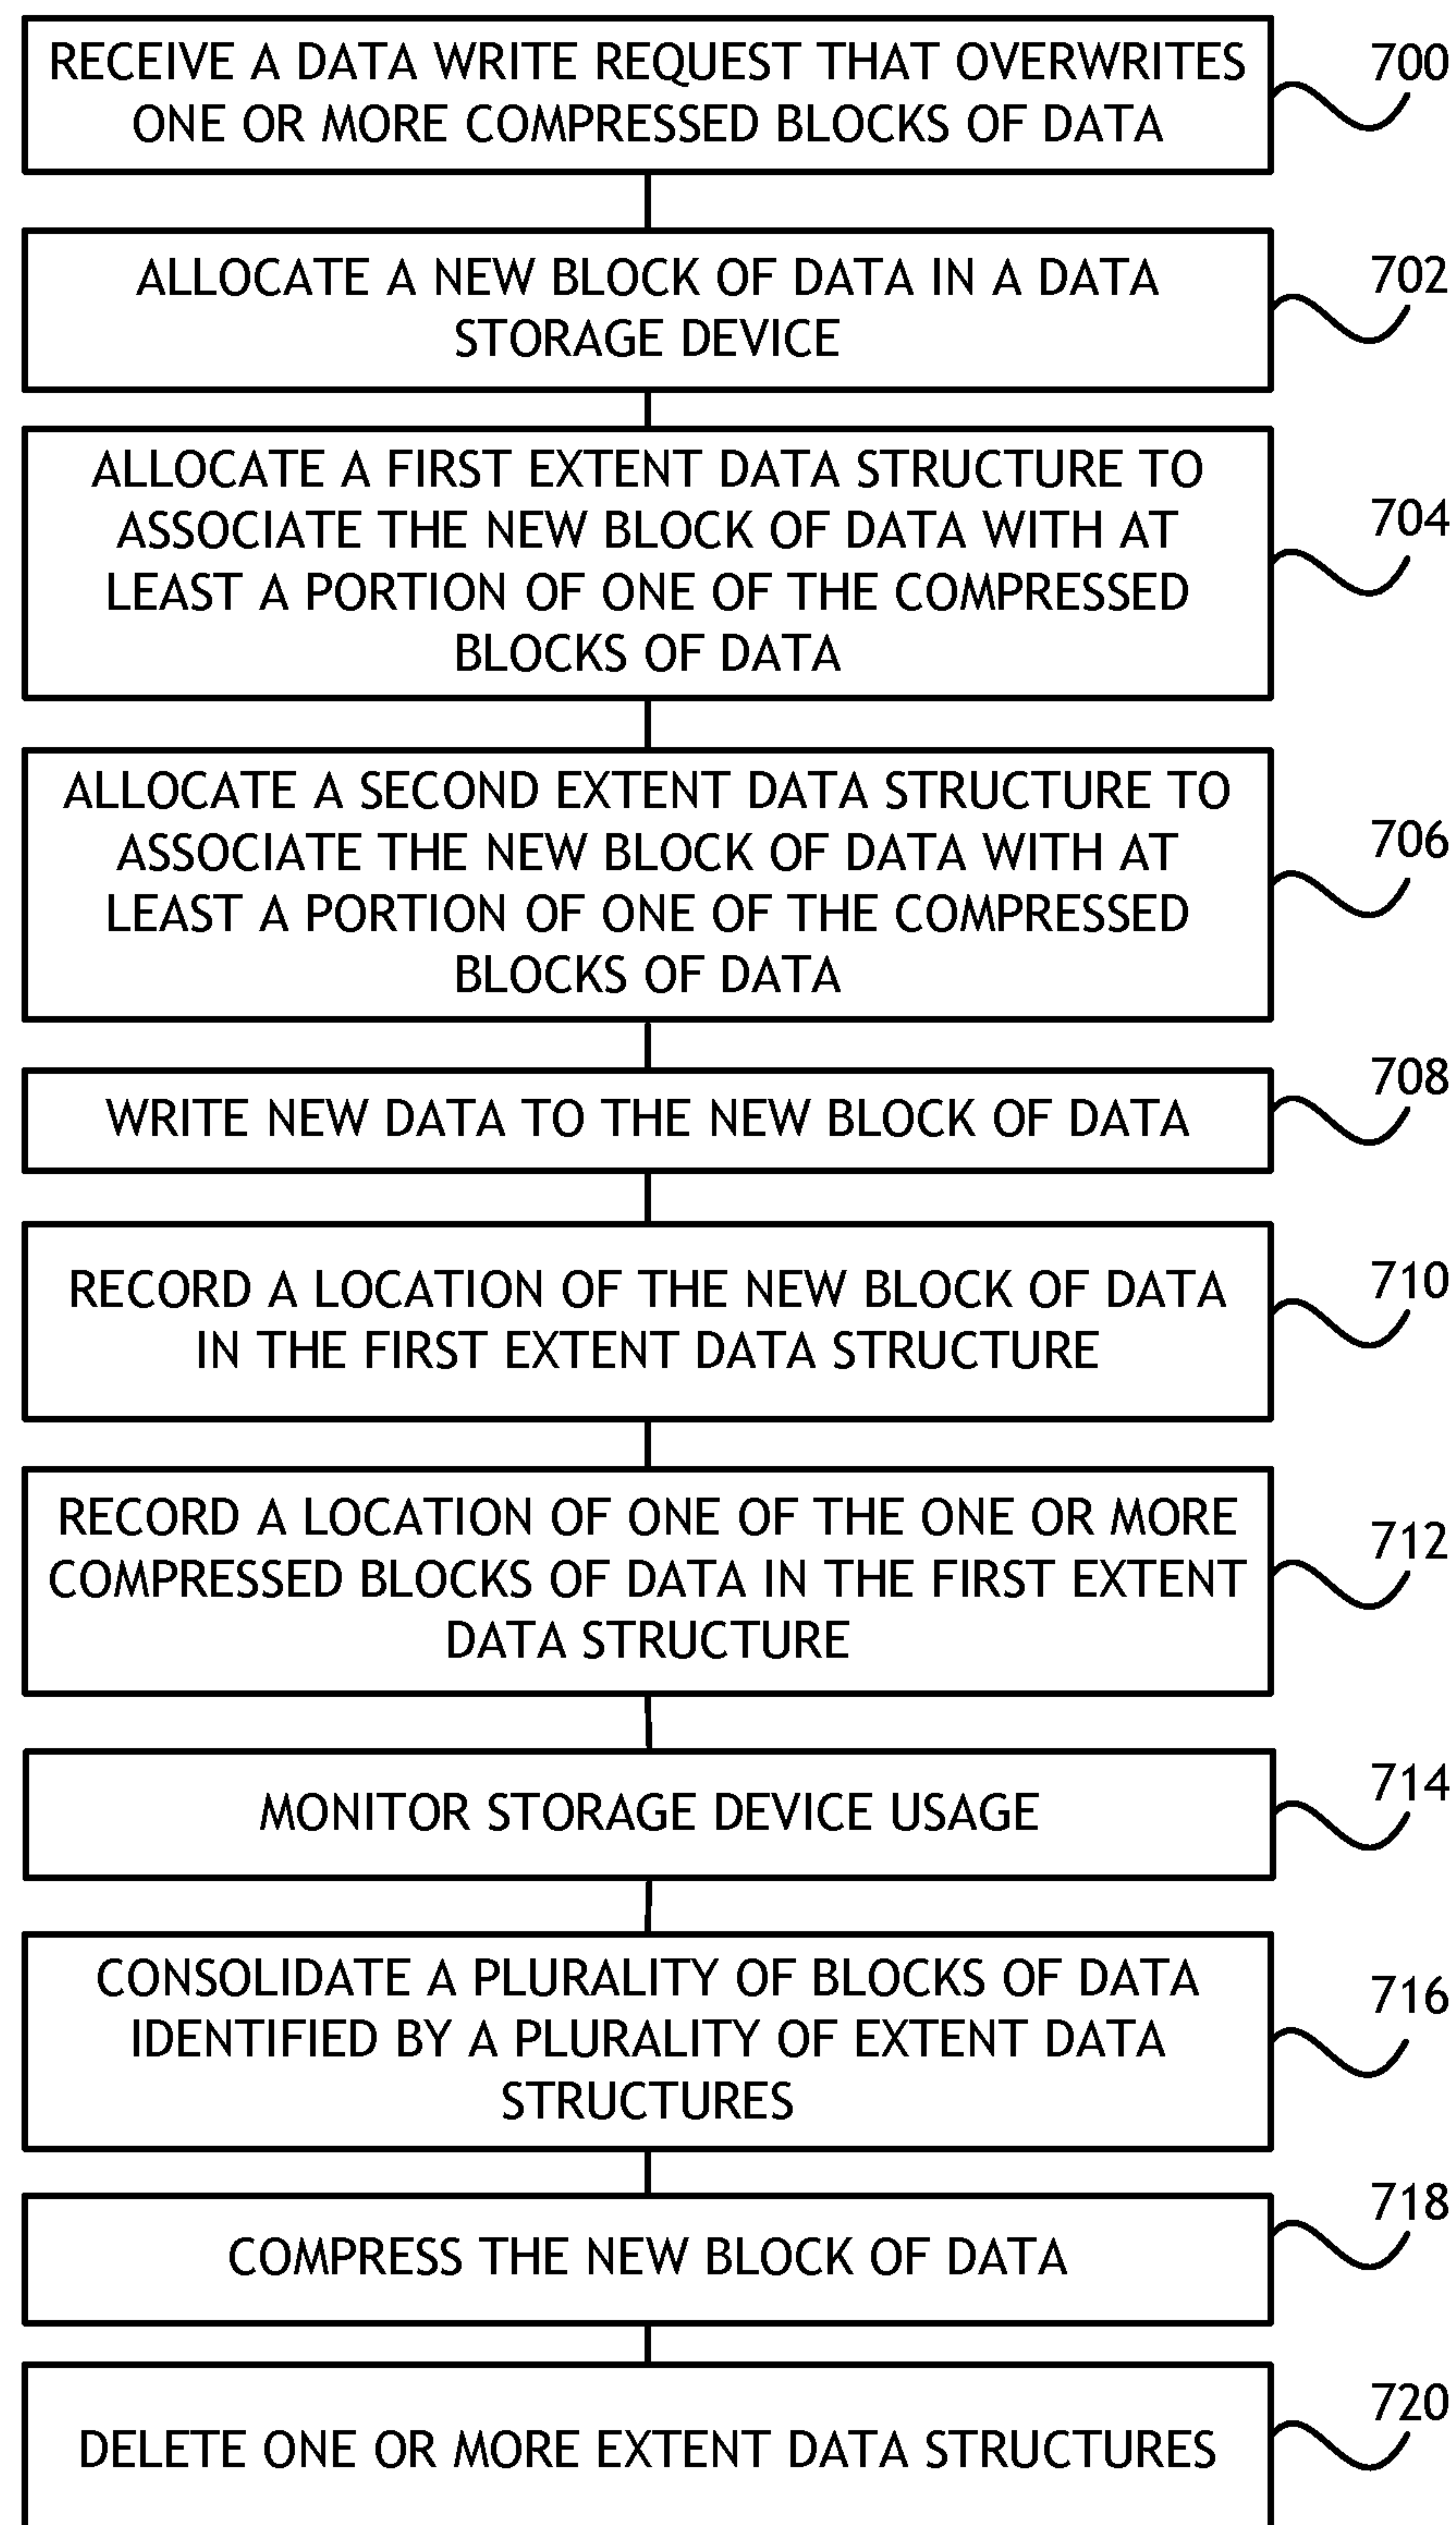 RECEIVE A DATA WRITE REQUEST THAT OVERWRITES
ONE OR MORE COMPRESSED BLOCKS OF DATA
700
ALLOCATE A NEW BLOCK OF DATA IN A DATA
STORAGE DEVICE
702
ALLOCATE A FIRST EXTENT DATA STRUCTURE TO
ASSOCIATE THE NEW BLOCK OF DATA WITH AT
LEAST A PORTION OF ONE OF THE COMPRESSED
BLOCKS OF DATA
704
ALLOCATE A SECOND EXTENT DATA STRUCTURE TO
ASSOCIATE THE NEW BLOCK OF DATA WITH AT
LEAST A PORTION OF ONE OF THE COMPRESSED
BLOCKS OF DATA
706
WRITE NEW DATA TO THE NEW BLOCK OF DATA
708
RECORD A LOCATION OF THE NEW BLOCK OF DATA
IN THE FIRST EXTENT DATA STRUCTURE
710
RECORD A LOCATION OF ONE OF THE ONE OR MORE
COMPRESSED BLOCKS OF DATA IN THE FIRST EXTENT
DATA STRUCTURE
712
MONITOR STORAGE DEVICE USAGE
714
CONSOLIDATE A PLURALITY OF BLOCKS OF DATA
IDENTIFIED BY A PLURALITY OF EXTENT DATA
STRUCTURES
716
COMPRESS THE NEW BLOCK OF DATA
718
DELETE ONE OR MORE EXTENT DATA STRUCTURES
720